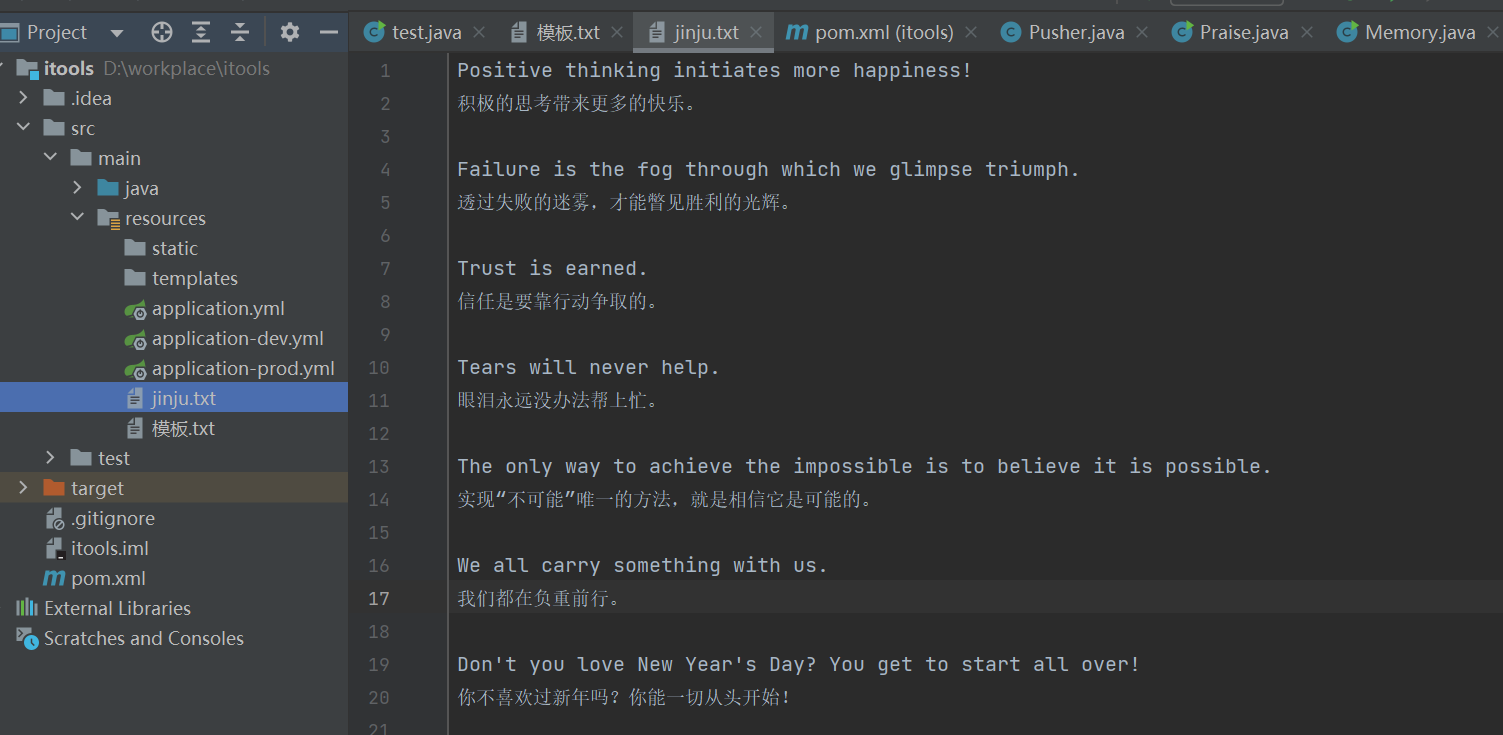 Project
itools D:\workplace\itools
.idea
src
main
java
resources
static
templates
application.yml
application-dev.yml
application-prod.yml
jinju.txt
模板.txt
test
target
.gitignore
itools.iml
pom.xml
External Libraries
Scratches and Consoles
test.java 模板.txt jinju.txt pom.xml (itools) Pusher.java Praise.java Memory.java
1 Positive thinking initiates more happiness!
2 积极的思考带来更多的快乐。
3
4 Failure is the fog through which we glimpse triumph.
5 透过失败的迷雾，才能瞥见胜利的光辉。
6
7 Trust is earned.
8 信任是要靠行动争取的。
9
10 Tears will never help.
11 眼泪永远没办法帮上忙。
12
13 The only way to achieve the impossible is to believe it is possible.
14 实现“不可能”唯一的方法，就是相信它是可能的。
15
16 We all carry something with us.
17 我们都在负重前行。
18
19 Don't you love New Year's Day? You get to start all over!
20 你不喜欢过新年吗？你能一切从头开始！
21